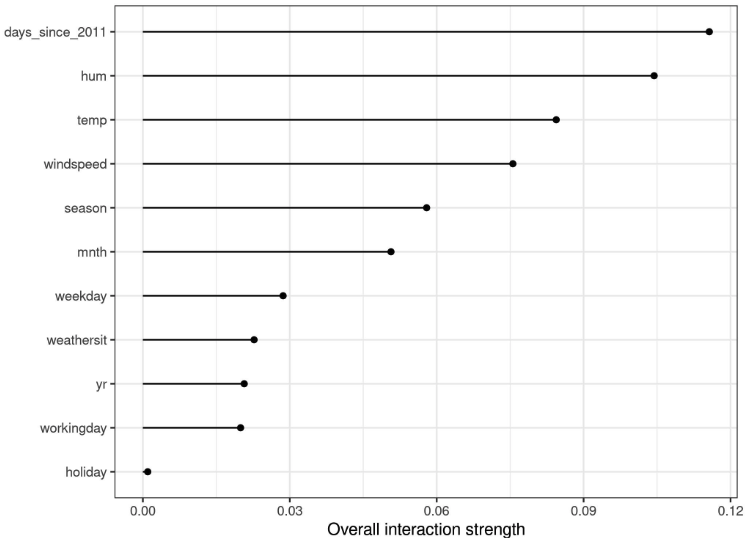 days_since_2011
hum
temp
windspeed
season
mnth
weekday
weathersit
yr
workingday
holiday
0.00 0.03 0.06 0.09 0.12
Overall interaction strength